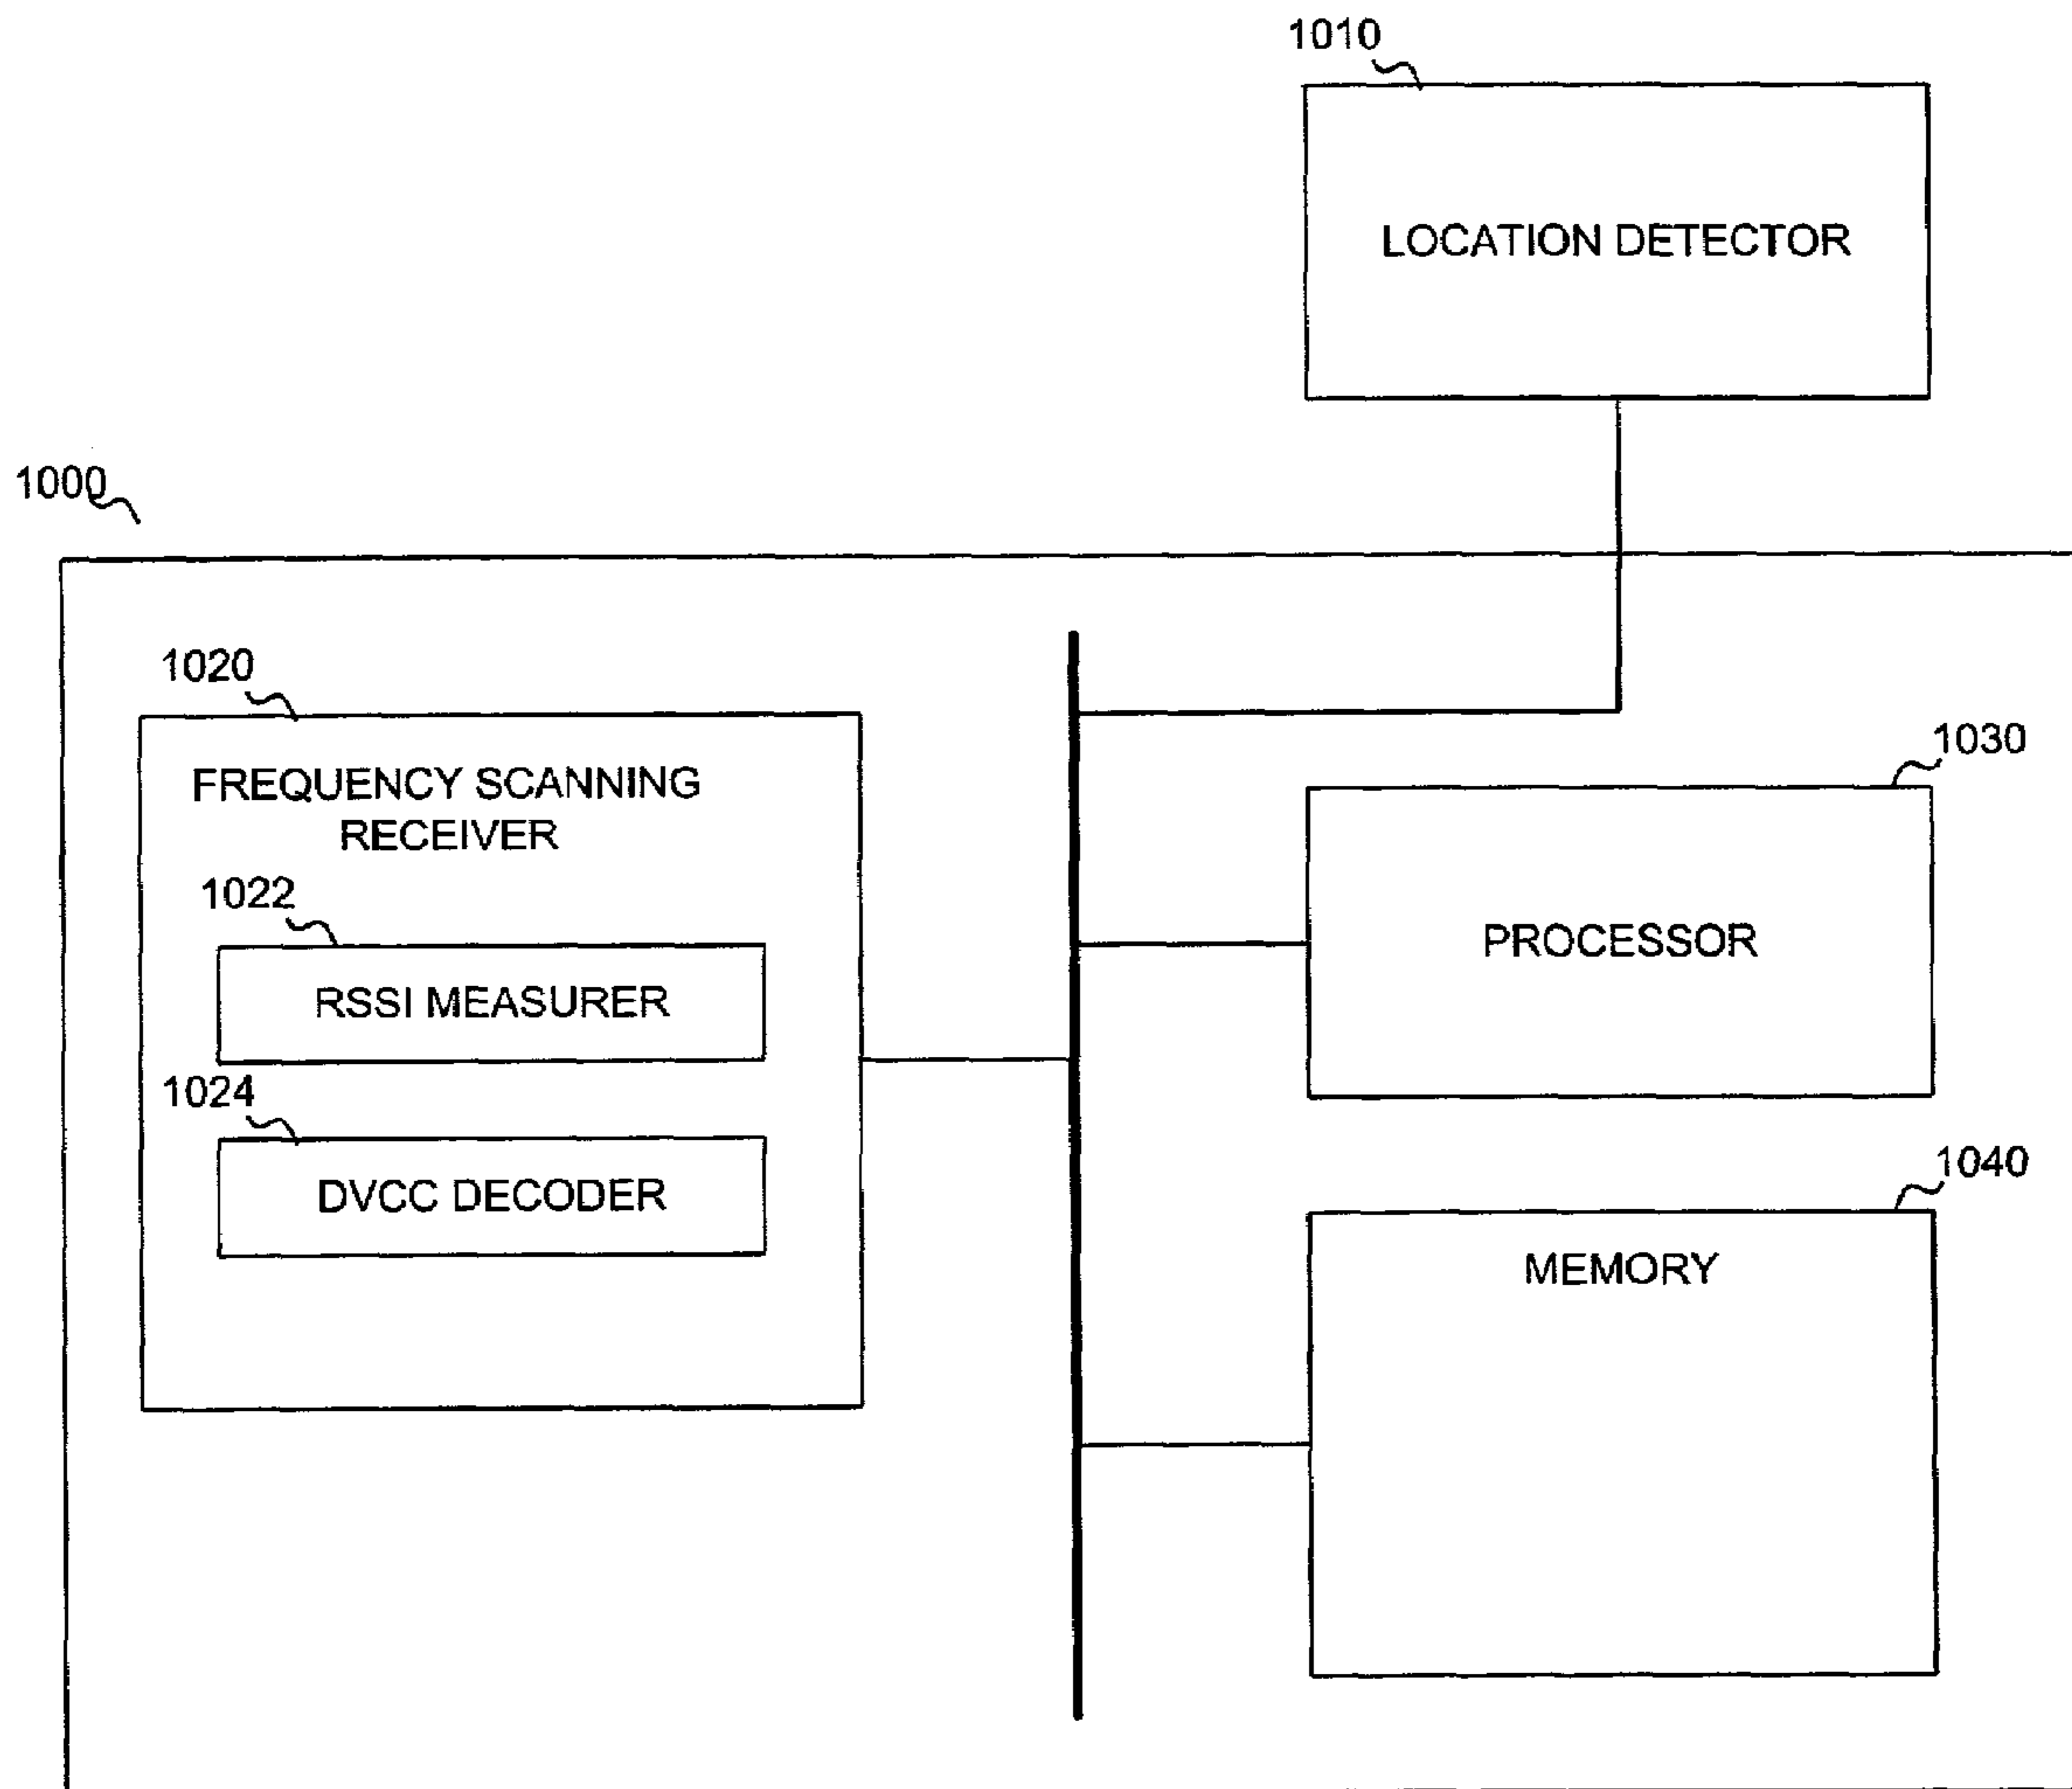 1010
LOCATION DETECTOR
1000
1020
FREQUENCY SCANNING
RECEIVER
1022
RSSI MEASURER
1024
DVCC DECODER
1030
PROCESSOR
1040
MEMORY